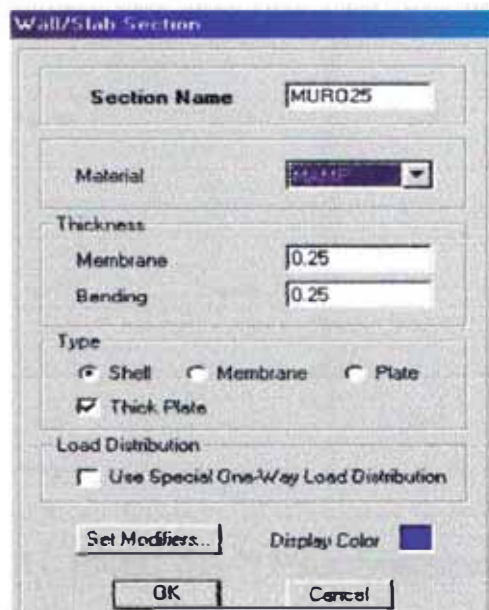 Wall/Slab Section
Section Name MURO25
Material
Thickness
Membrane 0.25
Bending 0.25
Type
Shell Membrane Plate
Thick Plate
Load Distribution
Use Special One-Way Load Distribution
Set Modifiers... Display Color
OK Cancel